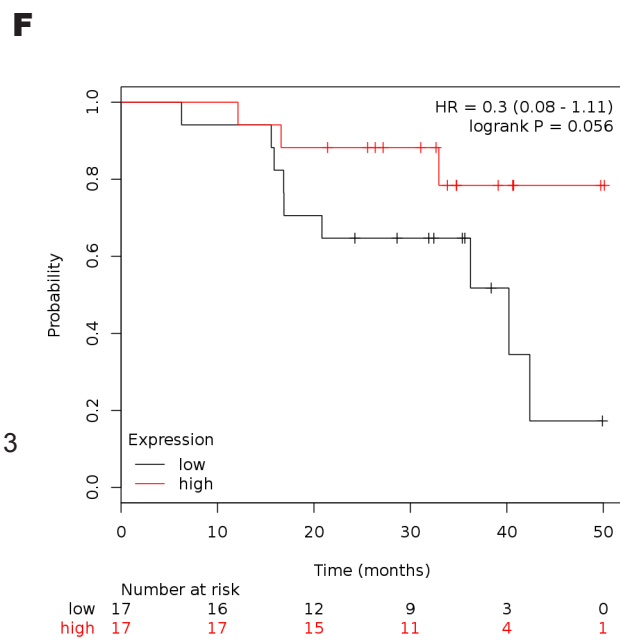 F
HR = 0.3 (0.08 - 1.11)
logrank P = 0.056
1.0
0.8
0.6
0.4
0.2
0.0
Probability
3
Expression
low
high
0 10 20 30 40 50
Time (months)
Number at risk
low 17 16 12 9 3 0
high 17 17 15 11 4 1